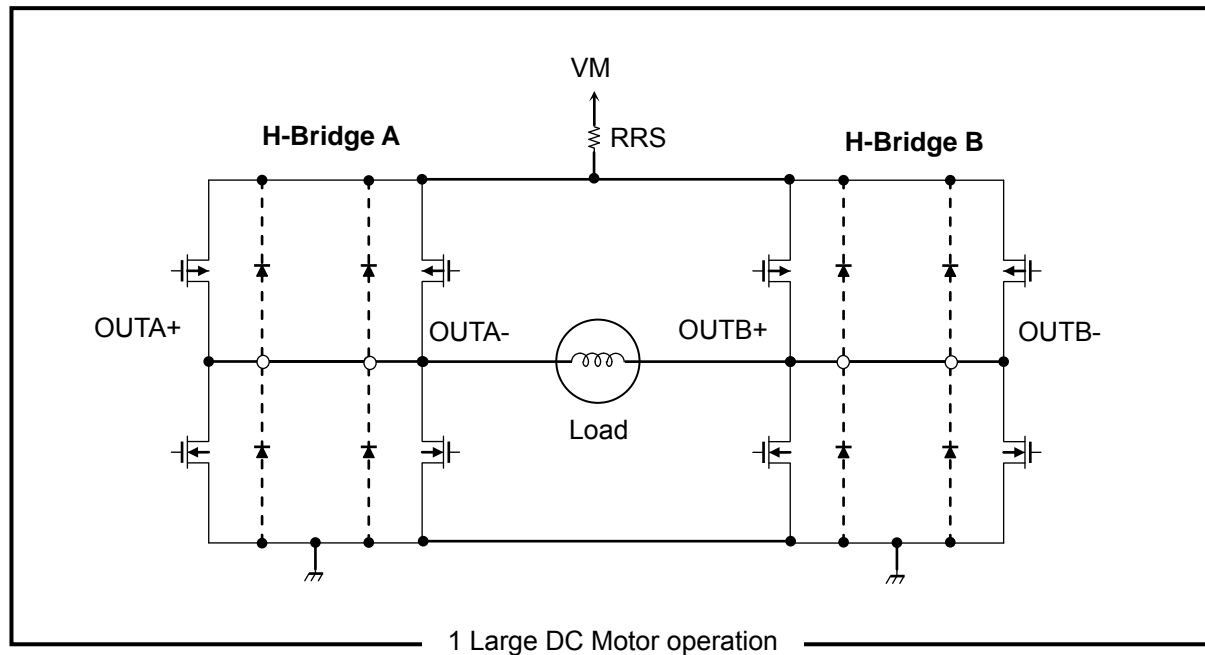 VM
H-Bridge A
RRS
H-Bridge B
OUTA+
OUTA-
OUTB+
OUTB-
Load
1 Large DC Motor operation